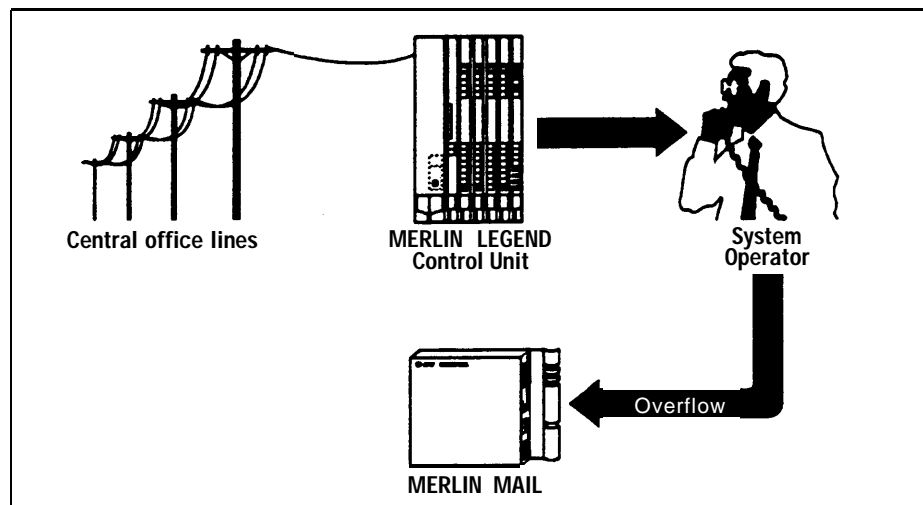 Central office lines
MERLIN LEGEND
Control Unit
System
Operator
Overflow
MERLIN MAIL